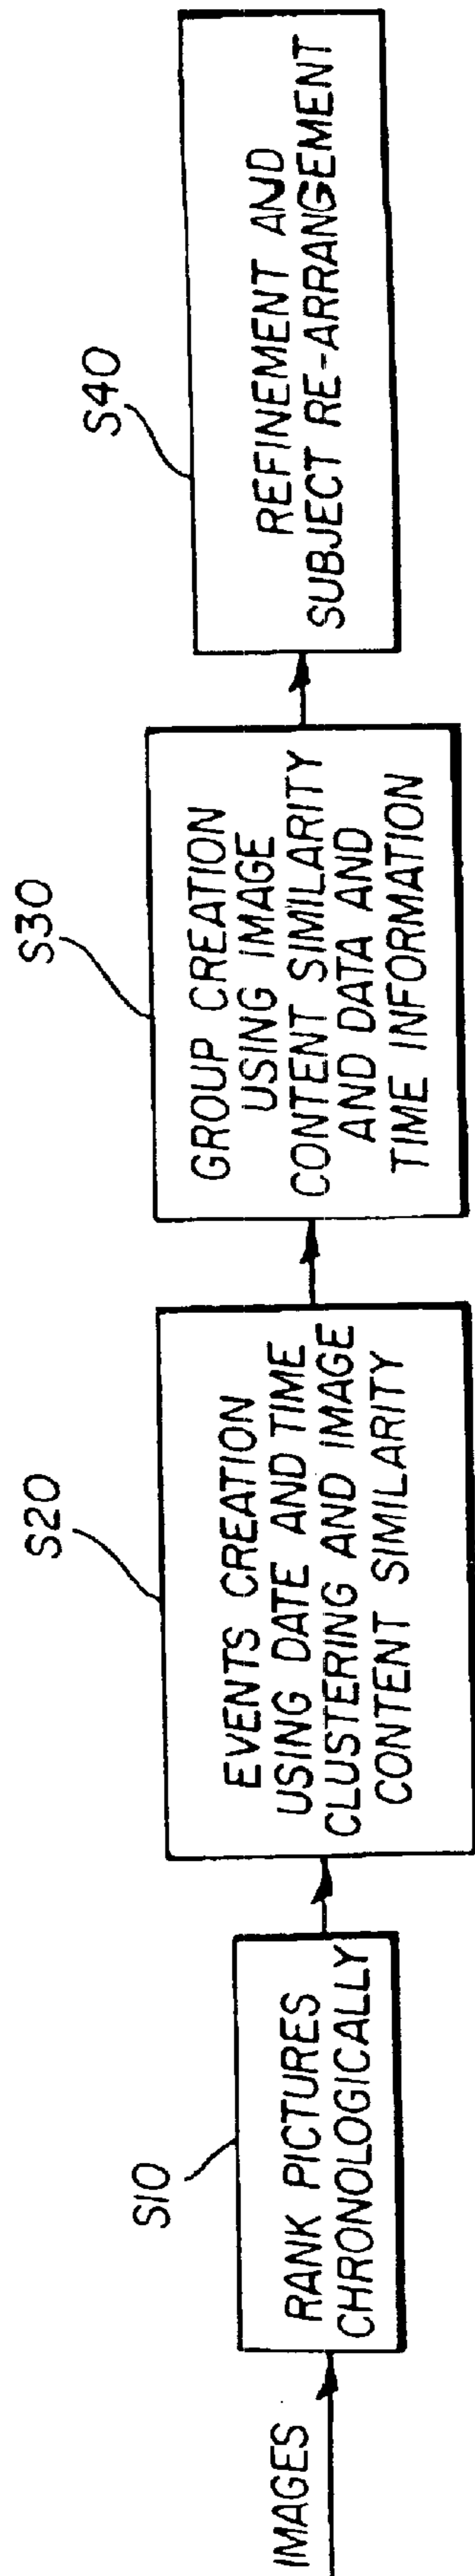 IMAGES
S10
RANK PICTURES
CHRONOLOGICALLY
S20
EVENTS CREATION
USING DATE AND TIME
CLUSTERING AND IMAGE
CONTENT SIMILARITY
S30
GROUP CREATION
USING IMAGE
CONTENT SIMILARITY
AND DATA AND
TIME INFORMATION
S40
REFINEMENT AND
SUBJECT RE-ARRANGEMENT